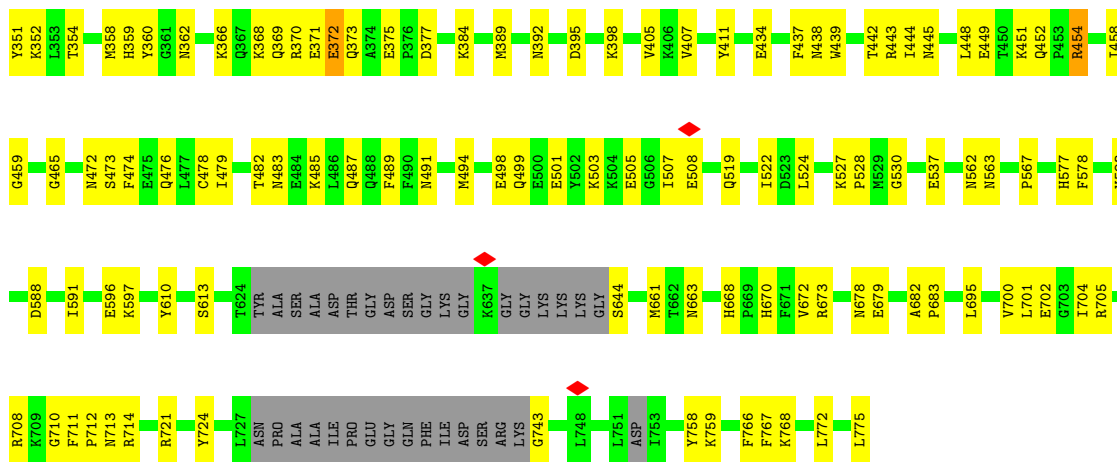 Y351 K352 L353 T354 M358 H359 Y360 G361 N362 K366 Q367 K368 Q369 R370 E371 E372 Q373 A374 E375 P376 D377 K384 M389 N392 D395 K398 V405 K406 V407 Y411 E434 F437 N438 W439 T442 R443 I444 N445 L448 E449 T450 K451 Q452 P453 R454
G459 G465 N472 S473 F474 E475 Q476 L477 C478 I479 T482 N483 E484 K485 L486 Q487 Q488 F489 F490 N491 M494 E498 Q499 E500 E501 Y502 K503 K504 E505 G506 I507 E508 Q519 I522 D523 L524 K527 P528 M529 G530 E537 N562 N563 P567 H577 F578
D588 I591 E596 K597 Y610 S613 T624 TYR ALA SER ALA ASP THR GLY ASP SER GLY LYS GLY K637 GLY GLY LYS LYS LYS GLY S644 M661 T662 N663 H668 P669 H670 F671 V672 R673 N678 E679 A682 P683 L695 V700 L701 E702 G703 I704 R705
R708 K709 G710 F711 P712 N713 R714 R721 Y724 L727 ASN PRO ALA ALA ILE PRO GLU GLY GLN PHE ILE ASP SER ARG LYS G743 L748 L751 ASP I753 Y758 K759 F766 F767 K768 L772 L775